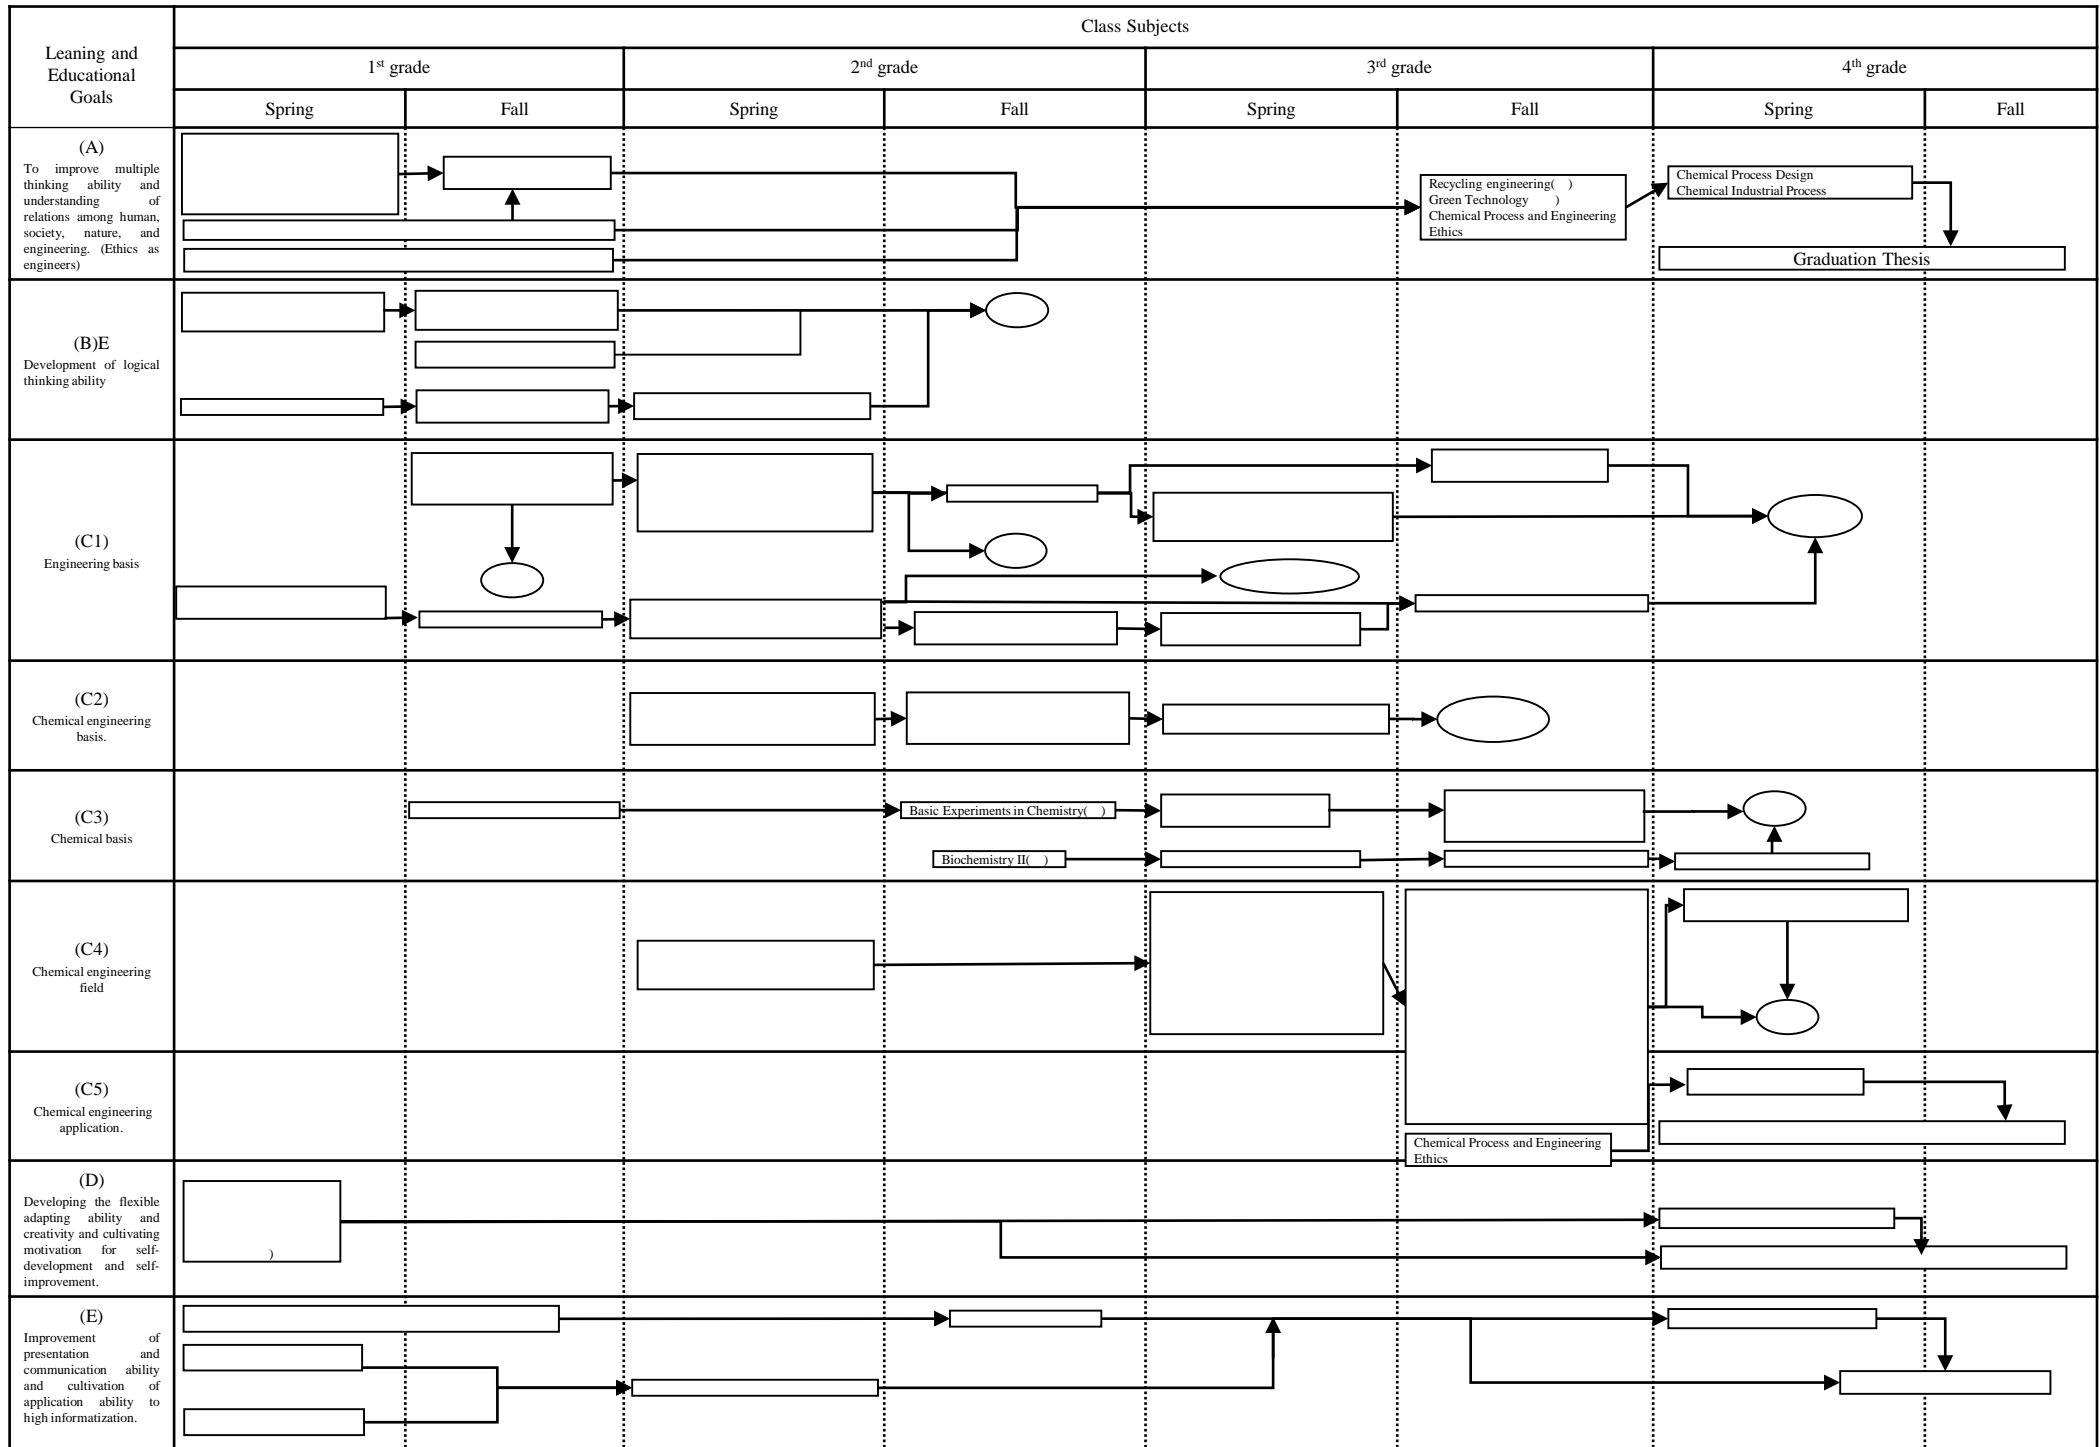 Leaning and
Educational
Goals
Class Subjects
1st grade
2nd grade
3rd grade
4th grade
Spring
Fall
Spring
Fall
Spring
Fall
Spring
Fall
(A)
To improve multiple
thinking ability and
understanding of
relations among human,
society, nature, and
engineering. (Ethics as
engineers)
Recycling engineering( )
Green Technology )
Chemical Process and Engineering
Ethics
Chemical Process Design
Chemical Industrial Process
Graduation Thesis
(B)E
Development of logical
thinking ability
(C1)
Engineering basis
(C2)
Chemical engineering
basis.
(C3)
Chemical basis
Basic Experiments in Chemistry( )
Biochemistry II( )
(C4)
Chemical engineering
field
(C5)
Chemical engineering
application.
Chemical Process and Engineering
Ethics
(D)
Developing the flexible
adapting ability and
creativity and cultivating
motivation for self-
development and self-
improvement.
)
(E)
Improvement of
presentation and
communication ability
and cultivation of
application ability to
high informatization.